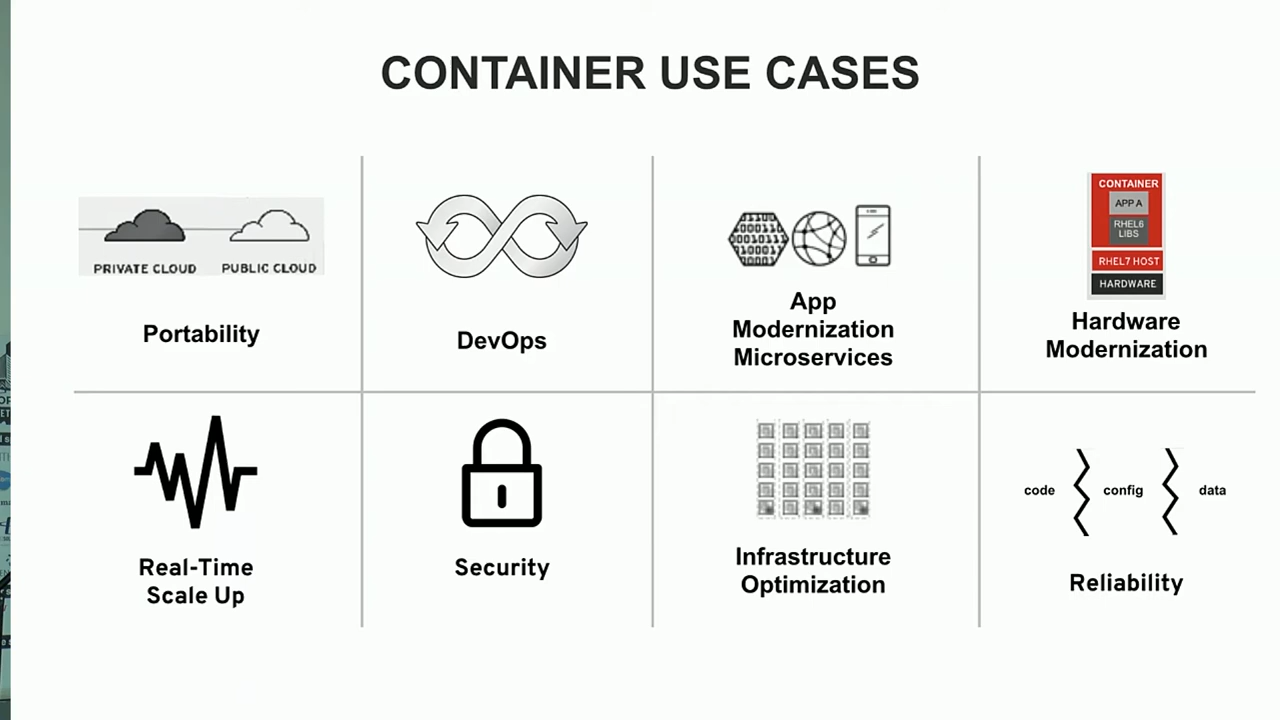 CONTAINER USE CASES
PRIVATE CLOUD
PUBLIC CLOUD
Portability
DevOps
App
Modernization
Microservices
CONTAINER
APP A
RHEL6
LIBS
RHEL7 HOST
HARDWARE
Hardware
Modernization
Real-Time
Scale Up
Security
Infrastructure
Optimization
code
config
data
Reliability